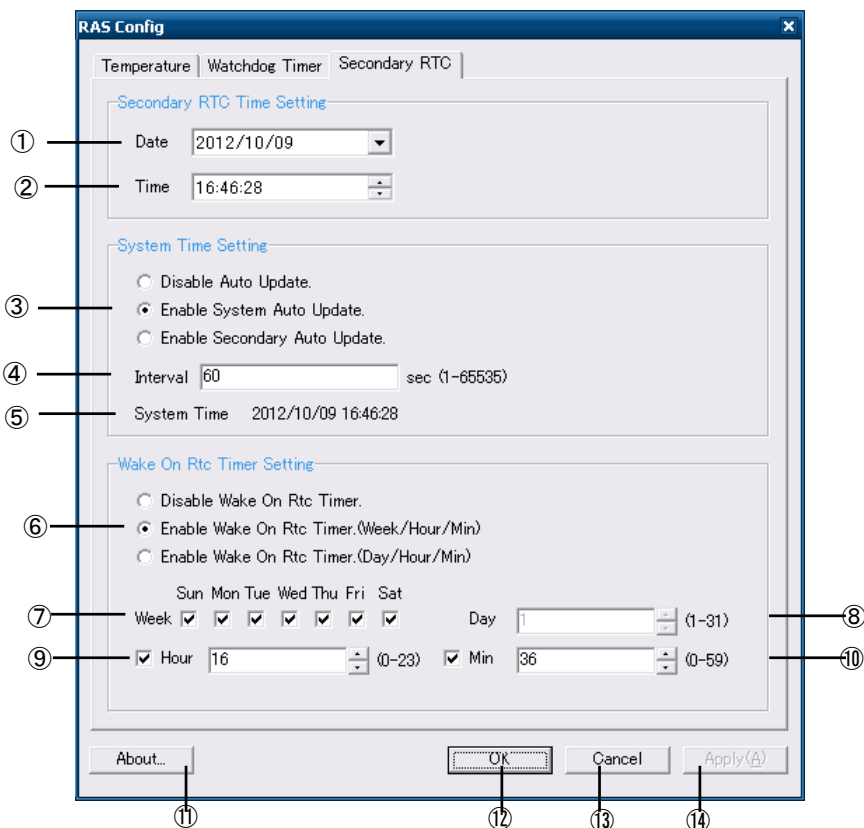 RAS Config
Temperature Watchdog Timer Secondary RTC
Secondary RTC Time Setting
① Date 2012/10/09
② Time 16:46:28
System Time Setting
Disable Auto Update.
③ Enable System Auto Update.
Enable Secondary Auto Update.
④ Interval 60 sec (1-65535)
⑤ System Time 2012/10/09 16:46:28
Wake On Rtc Timer Setting
Disable Wake On Rtc Timer.
⑥ Enable Wake On Rtc Timer.(Week/Hour/Min)
Enable Wake On Rtc Timer.(Day/Hour/Min)
Sun Mon Tue Wed Thu Fri Sat
⑦ Week Day 1 (1-31) ⑧
⑨ Hour 16 (0-23) Min 36 (0-59) ⑩
About... OK Cancel Apply(A)
⑪ ⑫ ⑬ ⑭